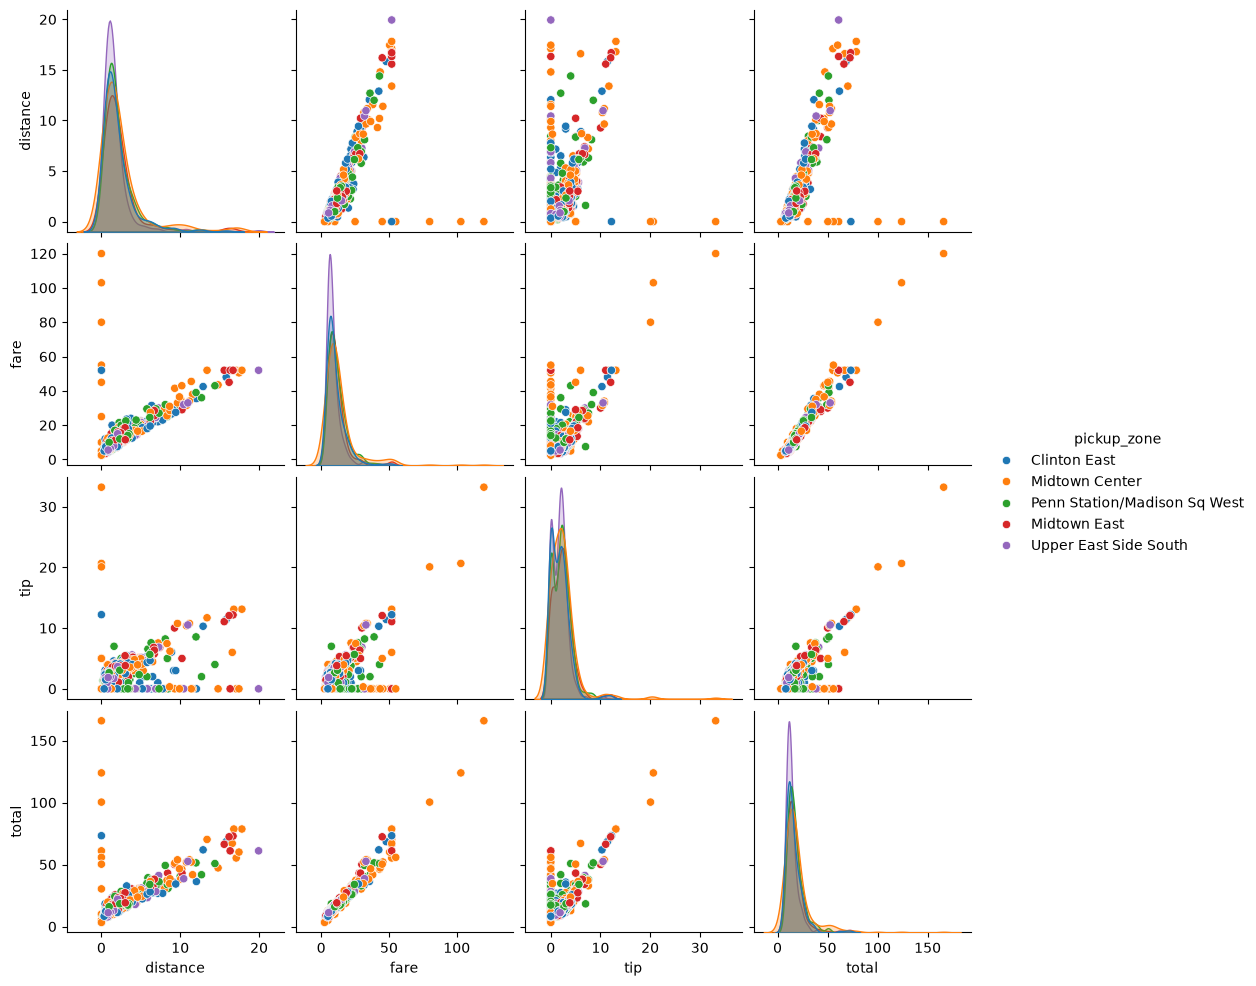 20
15
10
5
0
distance
120
100
80
60
40
20
0
fare
30
20
10
0
tip
150
100
50
0
total
0 10 20
distance
0 50 100
fare
0 10 20 30
tip
0 50 100 150
total
pickup_zone
Clinton East
Midtown Center
Penn Station/Madison Sq West
Midtown East
Upper East Side South